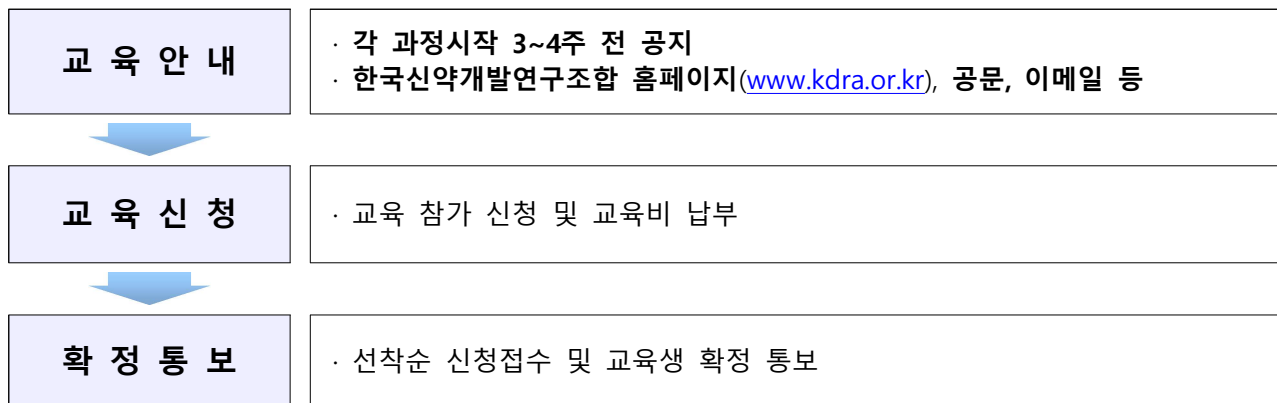 교 육 안 내
· 각 과정시작 3~4주 전 공지
· 한국신약개발연구조합 홈페이지(www.kdra.or.kr), 공문, 이메일 등
교 육 신 청
· 교육 참가 신청 및 교육비 납부
확 정 통 보
· 선착순 신청접수 및 교육생 확정 통보